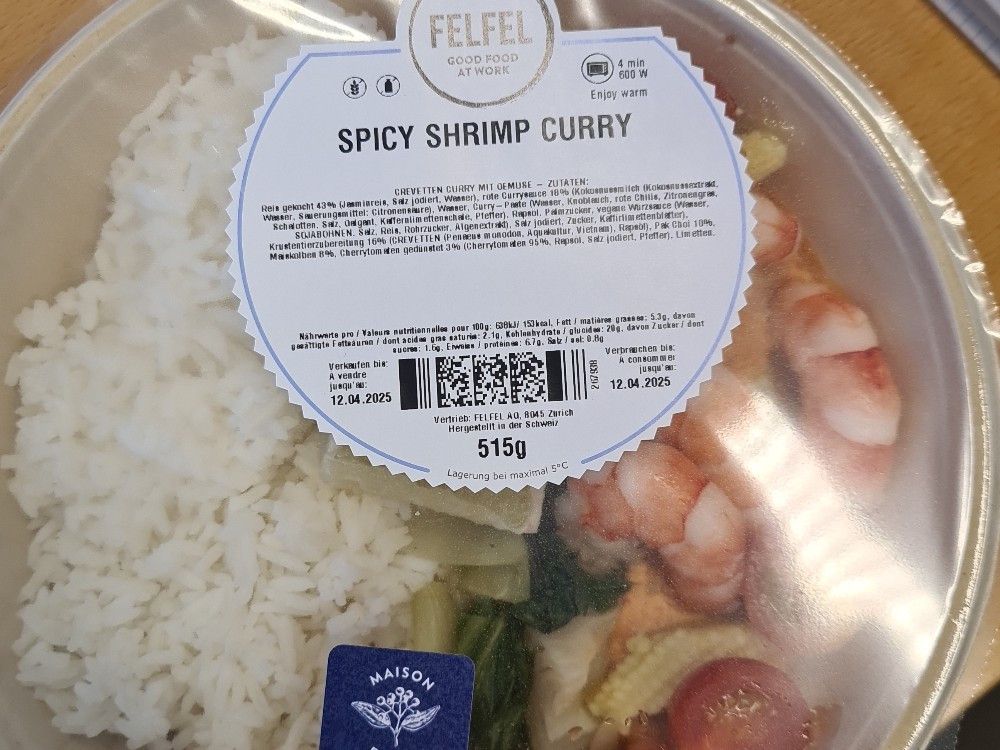 FELFEL
GOOD FOOD
AT WORK
4 min
600 W
Enjoy warm
SPICY SHRIMP CURRY
CREVETTEN CURRY MIT GEMÜSE – ZUTATEN:
Reis gekocht 43% (Jasminreis, Salz jodiert, Wasser), rote Currysauce 18% (Kokosnussmilch (Kokosnussextrakt,
Wasser, Säuerungsmittel: Citronensäure), Wasser, Curry-Paste (Wasser, Knoblauch, rote Chilis, Zitronengras,
Schalotten, Salz, Galgant, Kaffernlimettenschale, Pfeffer), Rapsöl, Palmzucker, vegane Würzsauce (Wasser,
SOJABOHNEN, Salz, Reis, Rohrzucker, Algenextrakt), Salz jodiert, Zucker, Kaffirlimettenblätter),
Krustentierzubereitung 16% (CREVETTEN (Penaeus monodon, Aquakultur, Vietnam), Rapsöl), Pak Choi 10%,
Maiskolben 8%, Cherrytomaten gedünstet 3% (Cherrytomaten 95%, Rapsöl, Salz jodiert, Pfeffer), Limetten.
Nährwerte pro / Valeurs nutritionnelles pour 100g: 638kJ/ 153kcal, Fett / matières grasses: 5.3g, davon
gesättigte Fettsäuren / dont acides gras saturés: 2.1g, Kohlenhydrate / glucides: 20g, davon Zucker / dont
sucres: 1.6g, Eiweiss / protéines: 6.7g, Salz / sel: 0.8g
Verkaufen bis:
A vendre
jusqu'au:
12.04.2025
267938
Verbrauchen bis:
A consommer
jusqu'au:
12.04.2025
Vertrieb: FELFEL AG, 8045 Zürich
Hergestellt in der Schweiz
515g
Lagerung bei maximal 5°C
MAISON